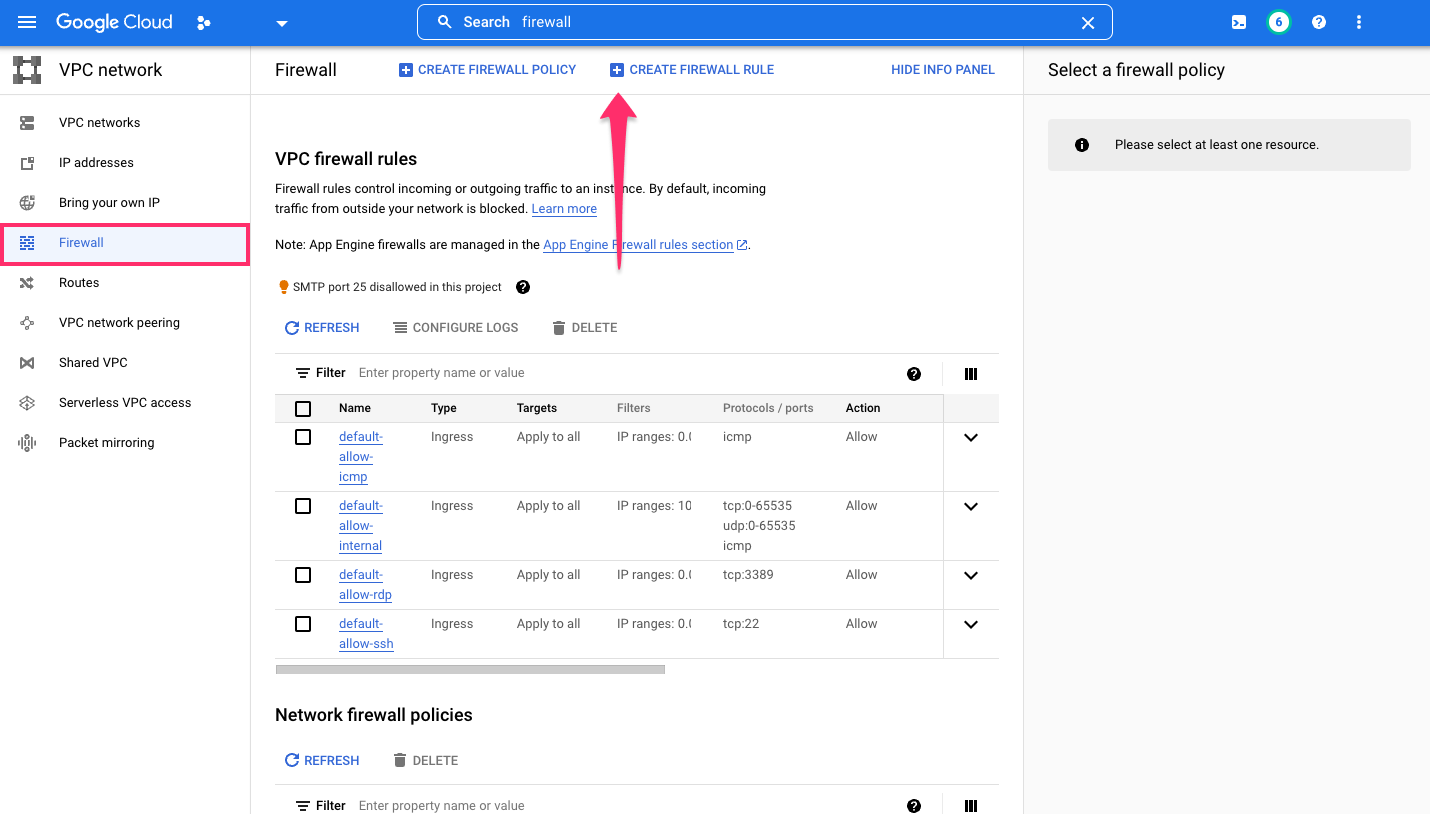 Google Cloud
Search firewall
6
VPC network
VPC networks
IP addresses
Bring your own IP
Firewall
Routes
VPC network peering
Shared VPC
Serverless VPC access
Packet mirroring
Firewall
CREATE FIREWALL POLICY
CREATE FIREWALL RULE
HIDE INFO PANEL
VPC firewall rules
Firewall rules control incoming or outgoing traffic to an instance. By default, incoming
traffic from outside your network is blocked. Learn more
Note: App Engine firewalls are managed in the App Engine Firewall rules section.
SMTP port 25 disallowed in this project
REFRESH CONFIGURE LOGS DELETE
Filter Enter property name or value
Name Type Targets Filters Protocols / ports Action
default- Ingress Apply to all IP ranges: 0.0 icmp Allow
allow-
icmp
default- Ingress Apply to all IP ranges: 10 tcp:0-65535 Allow
allow- udp:0-65535
internal icmp
default- Ingress Apply to all IP ranges: 0.0 tcp:3389 Allow
allow-rdp
default- Ingress Apply to all IP ranges: 0.0 tcp:22 Allow
allow-ssh
Network firewall policies
REFRESH DELETE
Filter Enter property name or value
Select a firewall policy
Please select at least one resource.